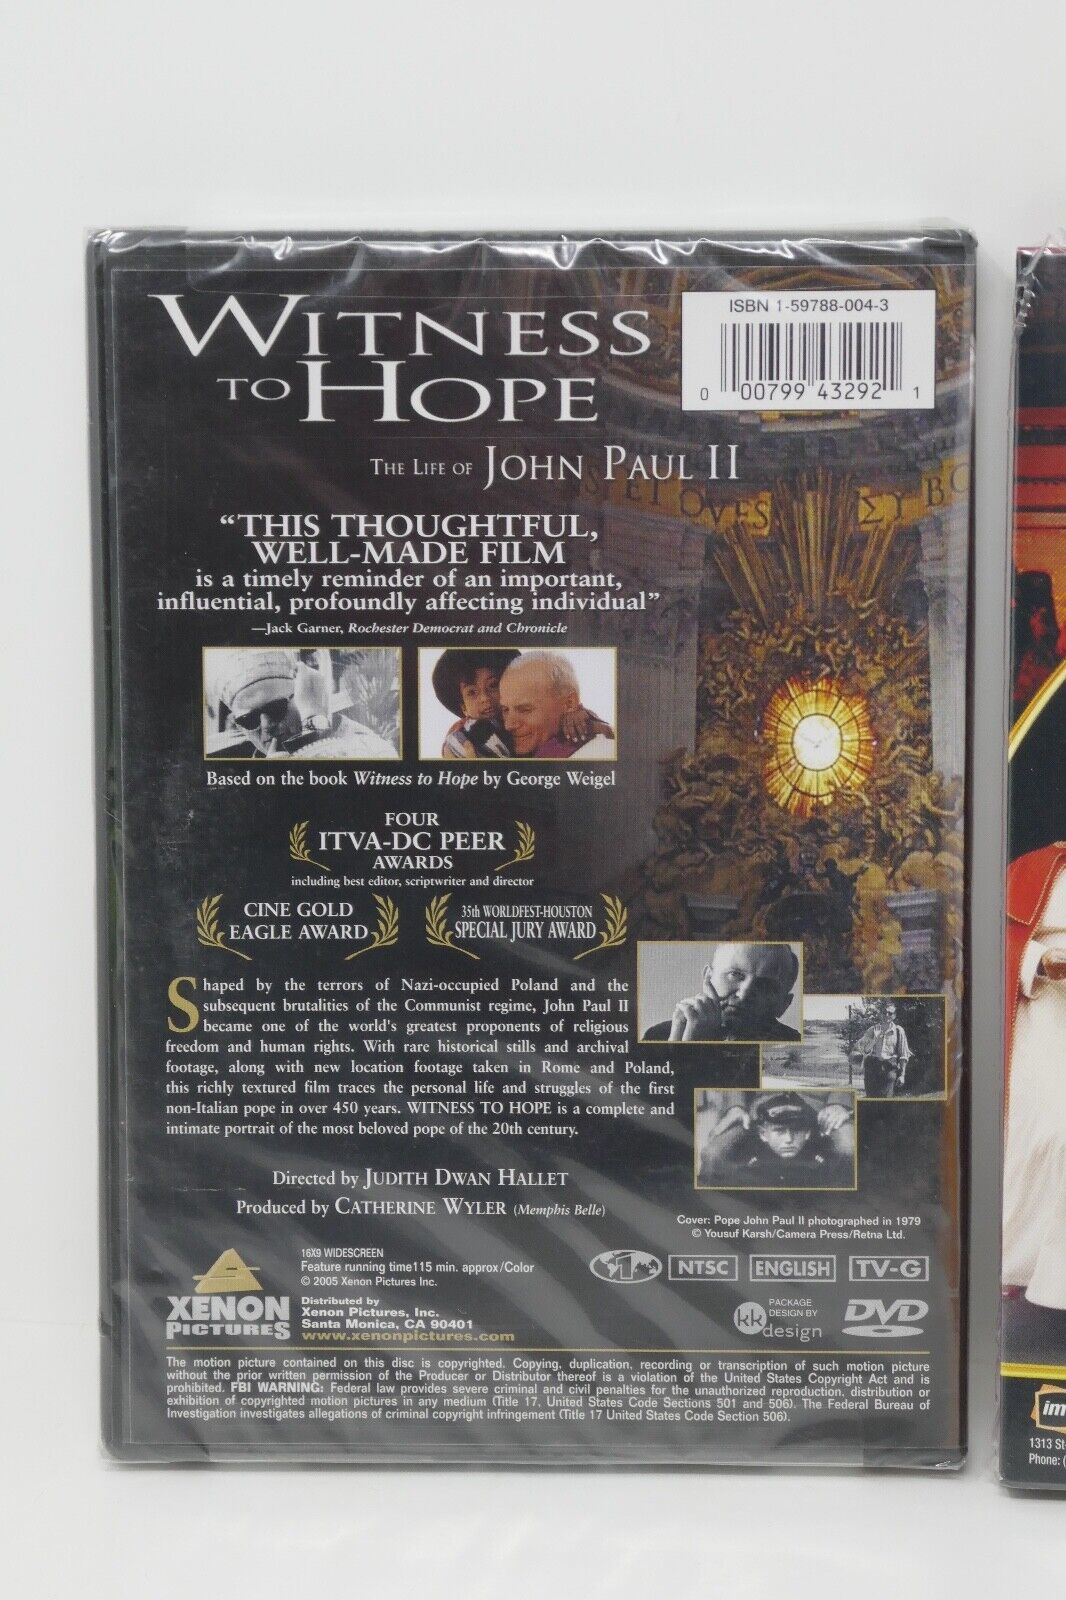 WITNESS
TO HOPE
THE LIFE OF JOHN PAUL II
ISBN 1-59788-004-3
0 00799 43292 1
"THIS THOUGHTFUL,
WELL-MADE FILM
is a timely reminder of an important,
influential, profoundly affecting individual"
—Jack Garner, Rochester Democrat and Chronicle
Based on the book Witness to Hope by George Weigel
FOUR
ITVA-DC PEER
AWARDS
including best editor, scriptwriter and director
CINE GOLD
EAGLE AWARD
35th WORLDFEST-HOUSTON
SPECIAL JURY AWARD
Shaped by the terrors of Nazi-occupied Poland and the
subsequent brutalities of the Communist regime, John Paul II
became one of the world's greatest proponents of religious
freedom and human rights. With rare historical stills and archival
footage, along with new location footage taken in Rome and Poland,
this richly textured film traces the personal life and struggles of the first
non-Italian pope in over 450 years. WITNESS TO HOPE is a complete and
intimate portrait of the most beloved pope of the 20th century.
Directed by JUDITH DWAN HALLET
Produced by CATHERINE WYLER (Memphis Belle)
Cover: Pope John Paul II photographed in 1979
© Yousuf Karsh/Camera Press/Retna Ltd.
XENON
PICTURES
16X9 WIDESCREEN
Feature running time115 min. approx/Color
© 2005 Xenon Pictures Inc.
Distributed by
Xenon Pictures, Inc.
Santa Monica, CA 90401
www.xenonpictures.com
1 NTSC ENGLISH TV-G
kk design
PACKAGE
DESIGN BY
DVD
The motion picture contained on this disc is copyrighted. Copying, duplication, recording or transcription of such motion picture
without the prior written permission of the Producer or Distributor thereof is a violation of the United States Copyright Act and is
prohibited. FBI WARNING: Federal law provides severe criminal and civil penalties for the unauthorized reproduction, distribution or
exhibition of copyrighted motion pictures in any medium (Title 17, United States Code Sections 501 and 506). The Federal Bureau of
Investigation investigates allegations of criminal copyright infringement (Title 17 United States Code Section 506).
im
1313 St
Phone: (